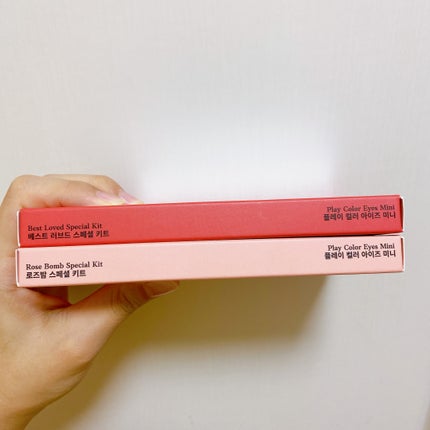 Best Loved Special Kit
베스트 러브드 스페셜 키트
Play Color Eyes Mini
플레이 컬러 아이즈 미니
Rose Bomb Special Kit
로즈밤 스페셜 키트
Play Color Eyes Mini
플레이 컬러 아이즈 미니